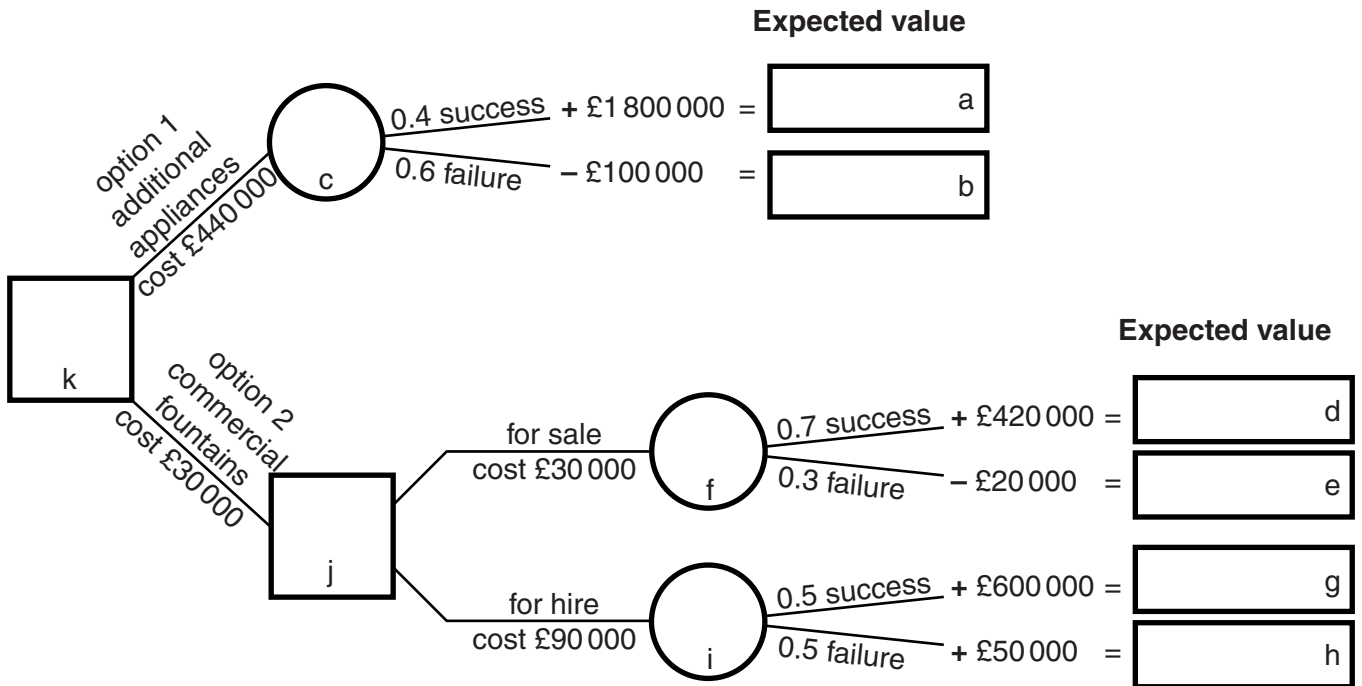 Expected value
option 1
additional
appliances
cost £440 000
c
0.4 success + £1 800 000 = a
0.6 failure – £100 000 = b
k
option 2
commercial
fountains
cost £30 000
j
Expected value
for sale
cost £30 000
f
0.7 success + £420 000 = d
0.3 failure – £20 000 = e
for hire
cost £90 000
i
0.5 success + £600 000 = g
0.5 failure + £50 000 = h